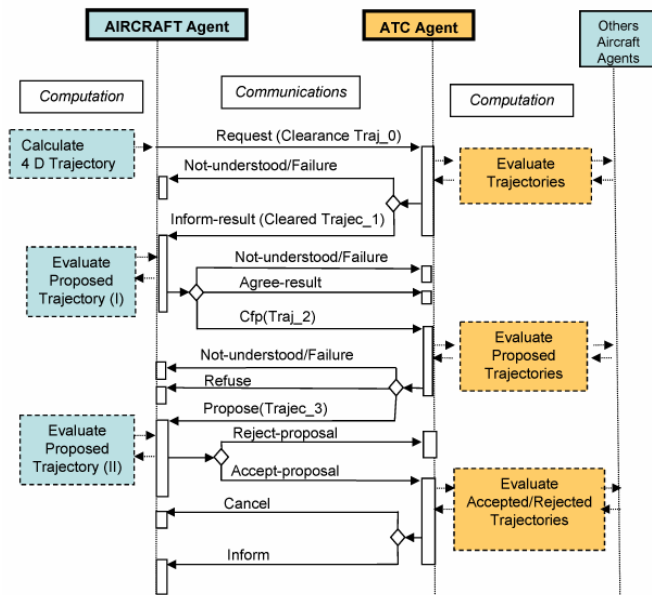 AIRCRAFT Agent
ATC Agent
Others
Aircraft
Agents
Computation
Communications
Computation
Calculate
4 D Trajectory
Request (Clearance Traj_0)
Evaluate
Trajectories
Not-understood/Failure
Inform-result (Cleared Trajec_1)
Evaluate
Proposed
Trajectory (I)
Not-understood/Failure
Agree-result
Cfp(Traj_2)
Evaluate
Proposed
Trajectories
Not-understood/Failure
Refuse
Propose(Trajec_3)
Evaluate
Proposed
Trajectory (II)
Reject-proposal
Accept-proposal
Evaluate
Accepted/Rejected
Trajectories
Cancel
Inform